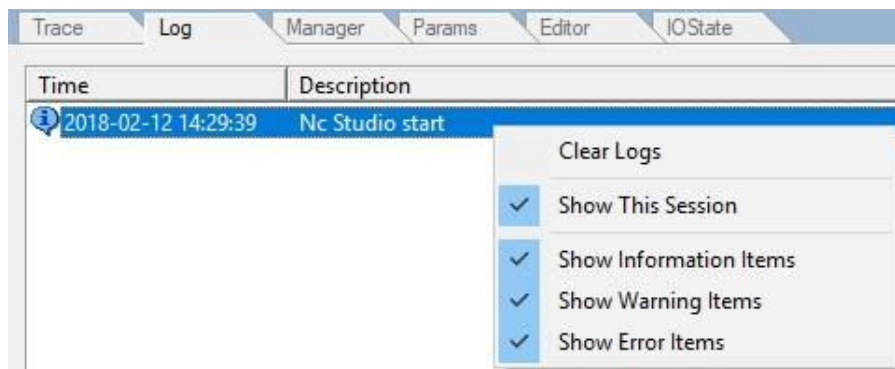 Trace Log Manager Params Editor IOState
Time Description
2018-02-12 14:29:39 Nc Studio start
Clear Logs
Show This Session
Show Information Items
Show Warning Items
Show Error Items